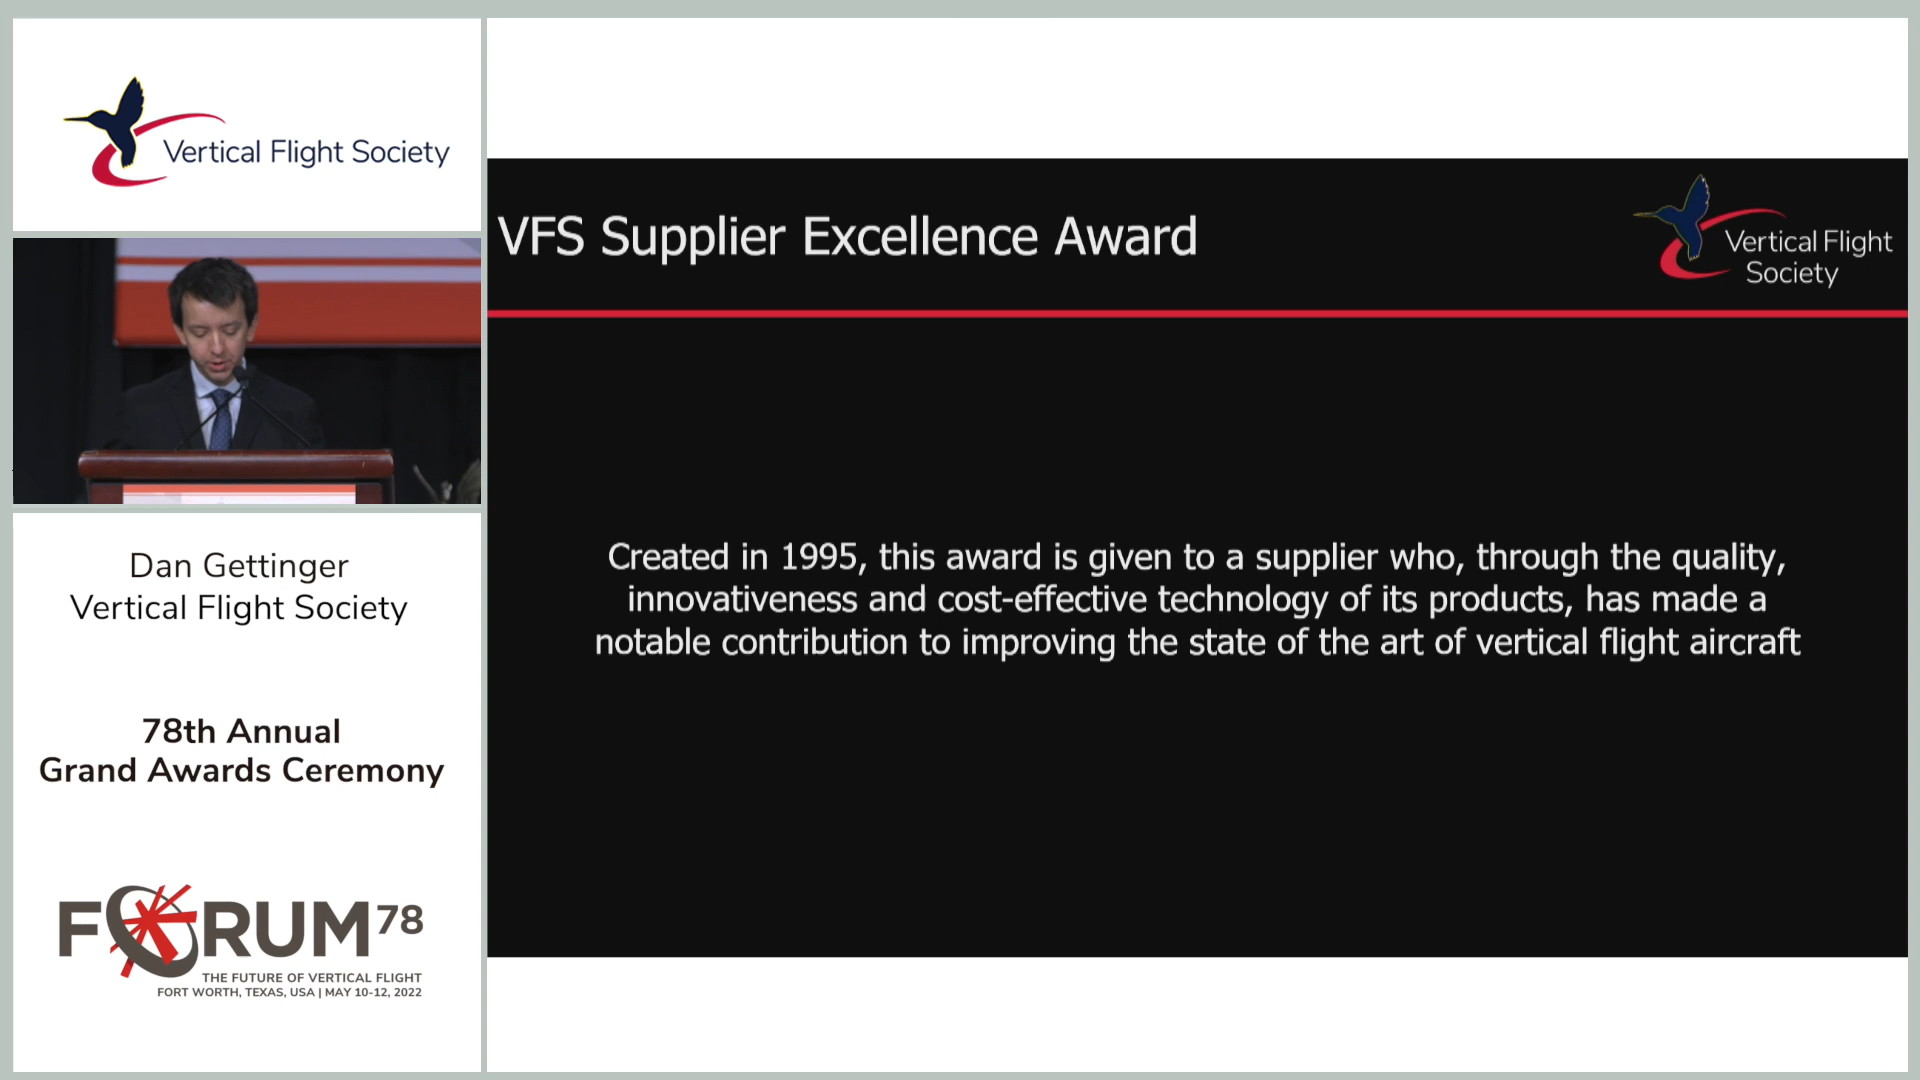 Vertical Flight Society
Dan Gettinger
Vertical Flight Society
78th Annual
Grand Awards Ceremony
FORUM 78
THE FUTURE OF VERTICAL FLIGHT
FORT WORTH, TEXAS, USA | MAY 10-12, 2022
VFS Supplier Excellence Award
Vertical Flight
Society
Created in 1995, this award is given to a supplier who, through the quality,
innovativeness and cost-effective technology of its products, has made a
notable contribution to improving the state of the art of vertical flight aircraft